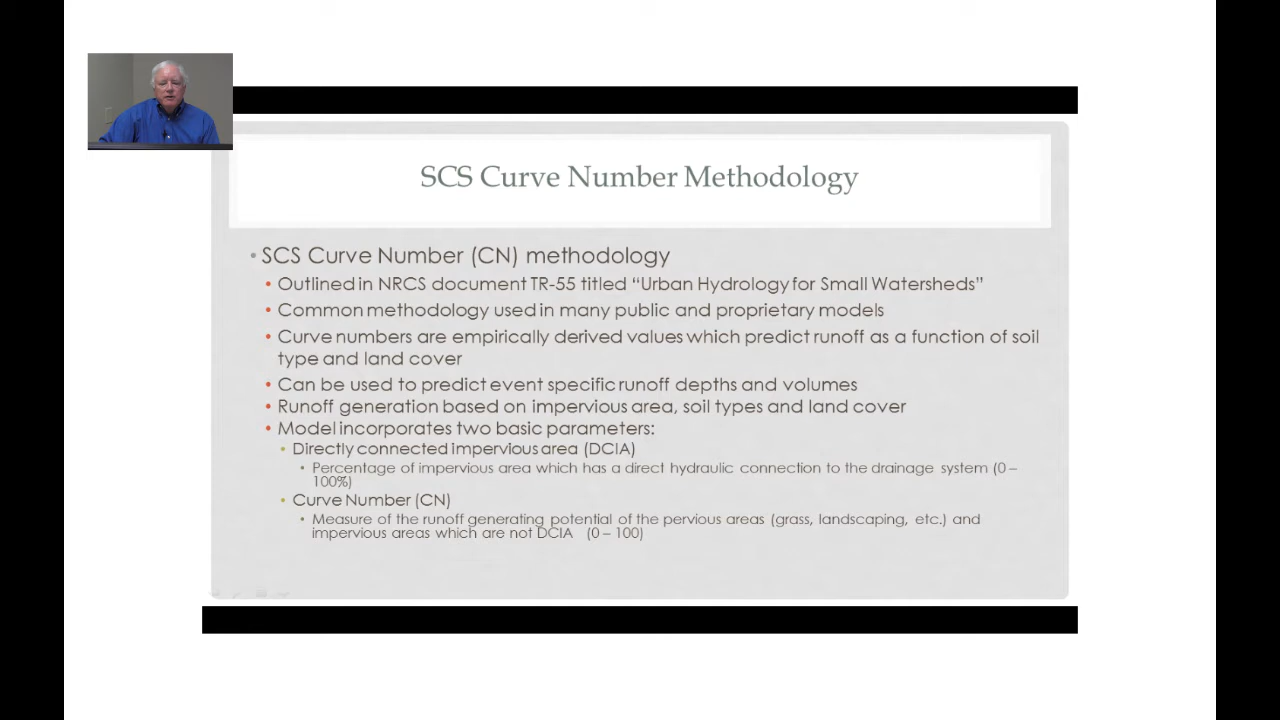 SCS Curve Number Methodology
• SCS Curve Number (CN) methodology
• Outlined in NRCS document TR-55 titled “Urban Hydrology for Small Watersheds”
• Common methodology used in many public and proprietary models
• Curve numbers are empirically derived values which predict runoff as a function of soil
type and land cover
• Can be used to predict event specific runoff depths and volumes
• Runoff generation based on impervious area, soil types and land cover
• Model incorporates two basic parameters:
• Directly connected impervious area (DCIA)
• Percentage of impervious area which has a direct hydraulic connection to the drainage system (0 –
100%)
• Curve Number (CN)
• Measure of the runoff generating potential of the pervious areas (grass, landscaping, etc.) and
impervious areas which are not DCIA (0 – 100)